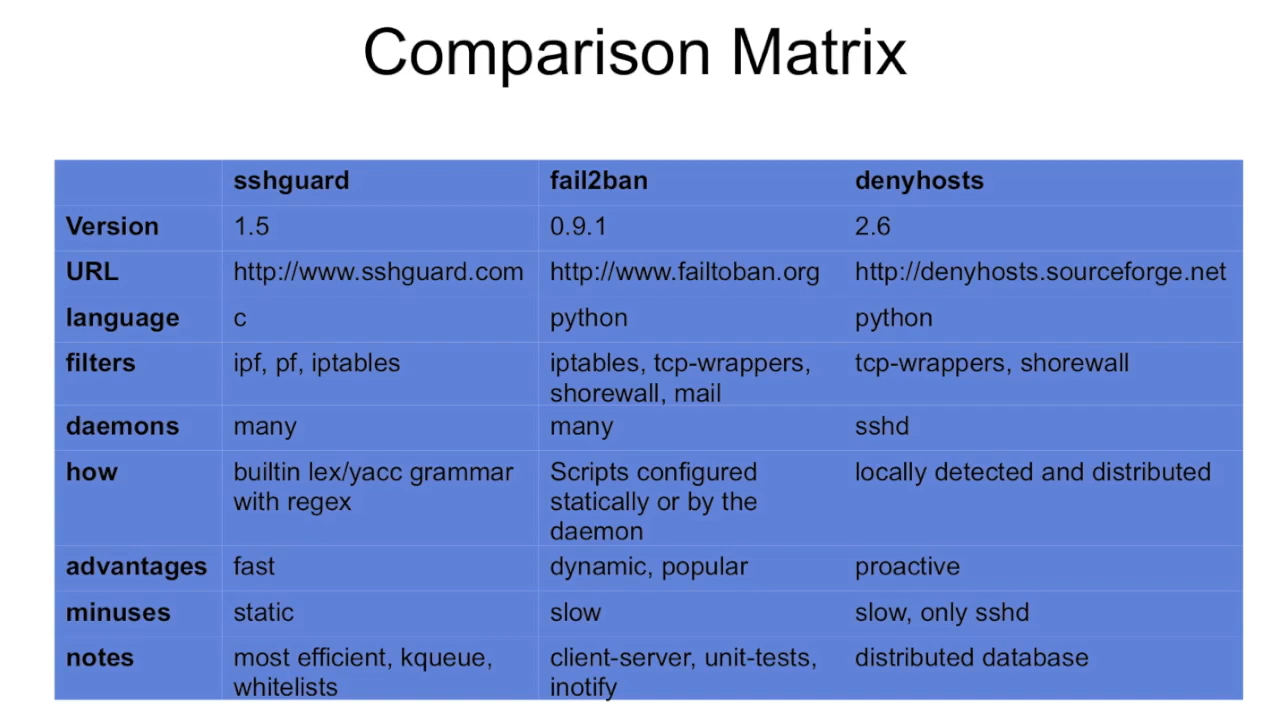 Comparison Matrix
sshguard fail2ban denyhosts
Version 1.5 0.9.1 2.6
URL http://www.sshguard.com http://www.failtoban.org http://denyhosts.sourceforge.net
language c python python
filters ipf, pf, iptables iptables, tcp-wrappers, tcp-wrappers, shorewall
shorewall, mail
daemons many many sshd
how builtin lex/yacc grammar Scripts configured locally detected and distributed
with regex statically or by the
daemon
advantages fast dynamic, popular proactive
minuses static slow slow, only sshd
notes most efficient, kqueue, client-server, unit-tests, distributed database
whitelists inotify